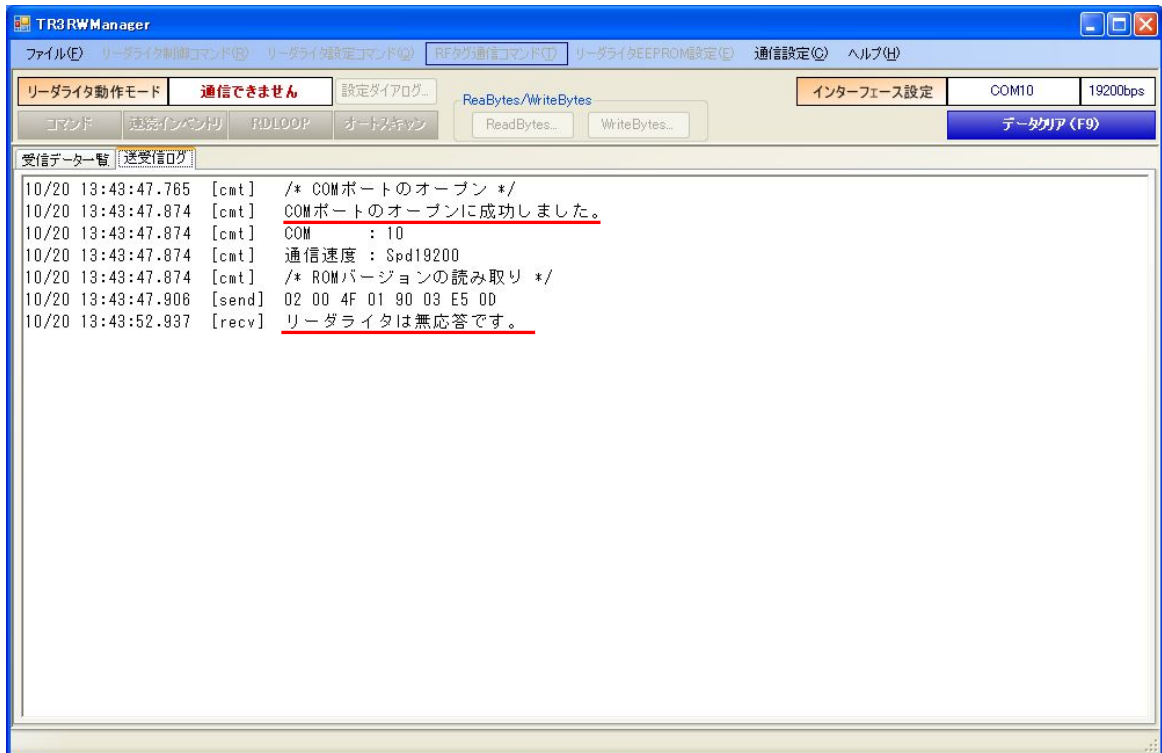 TR3RWManager
ファイル(F) リーダライタ制御コマンド(R) リーダライタ設定コマンド(Q) RFタグ通信コマンド(T) リーダライタEEPROM設定(E) 通信設定(C) ヘルプ(H)
リーダライタ動作モード 通信できません 設定ダイアログ... ReaBytes/WriteBytes インターフェース設定 COM10 19200bps
コマンド 連続インベントリ RDLOOP オートスキャン ReadBytes... WriteBytes... データクリア(F9)
受信データ一覧 送受信ログ
10/20 13:43:47.765 [cmt] /* COMポートのオープン */
10/20 13:43:47.874 [cmt] COMポートのオープンに成功しました。
10/20 13:43:47.874 [cmt] COM : 10
10/20 13:43:47.874 [cmt] 通信速度 : Spd19200
10/20 13:43:47.874 [cmt] /* ROMバージョンの読み取り */
10/20 13:43:47.906 [send] 02 00 4F 01 90 03 E5 0D
10/20 13:43:52.937 [recv] リーダライタは無応答です。